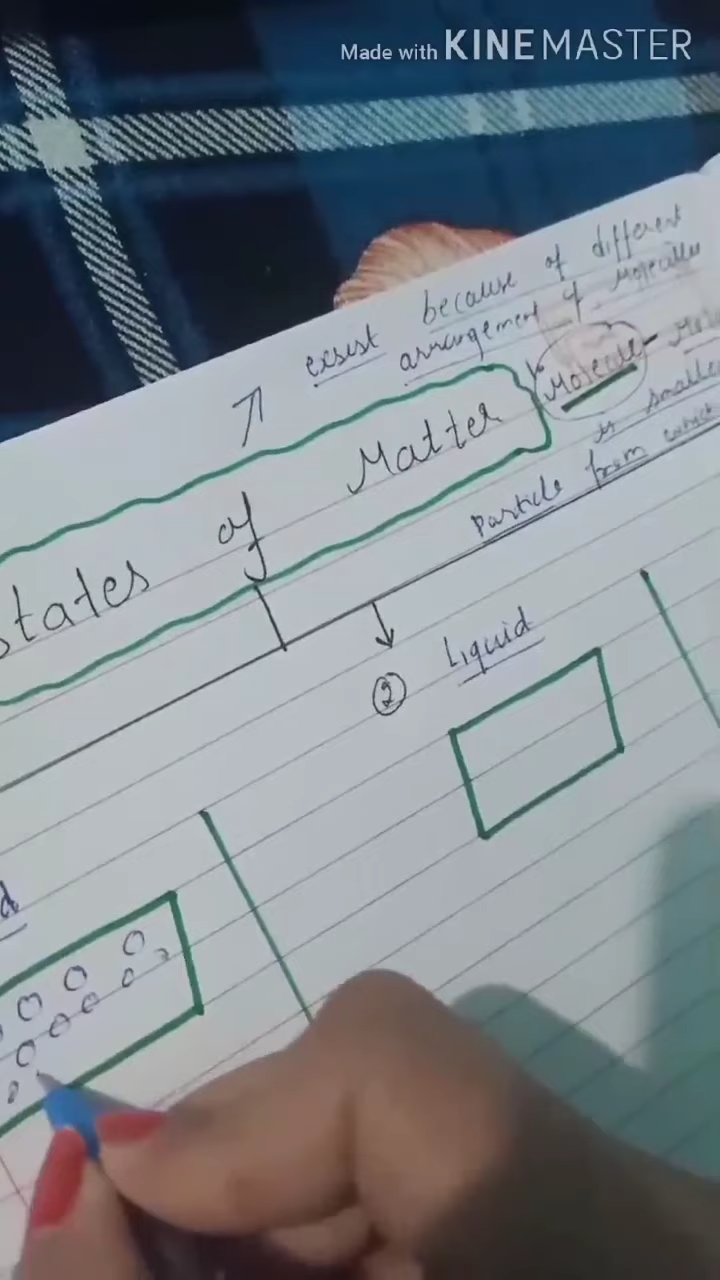 Made with KINEMASTER
exsist because of different
arrangement of Molecules
States of Matter
Molecule -
is smallest
Particle from which
② Liquid